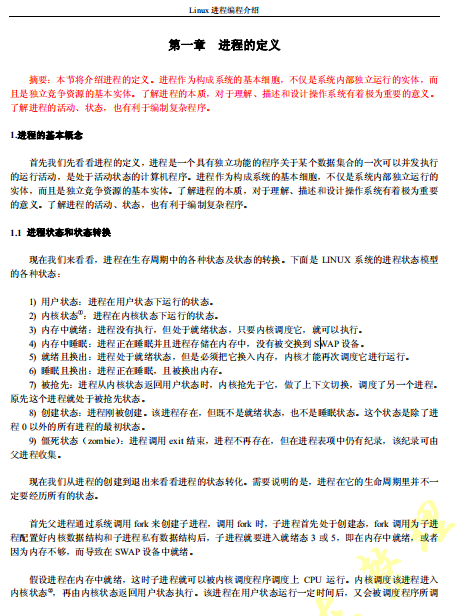 Linux 进程编程介绍
第一章 进程的定义
摘要：本节将介绍进程的定义。进程作为构成系统的基本细胞，不仅是系统内部独立运行的实体，而
且是独立竞争资源的基本实体。了解进程的本质，对于理解、描述和设计操作系统有着极为重要的意义。
了解进程的活动、状态，也有利于编制复杂程序。
1.进程的基本概念
首先我们先看看进程的定义，进程是一个具有独立功能的程序关于某个数据集合的一次可以并发执行
的运行活动，是处于活动状态的计算机程序。进程作为构成系统的基本细胞，不仅是系统内部独立运行的
实体，而且是独立竞争资源的基本实体。了解进程的本质，对于理解、描述和设计操作系统有着极为重要
的意义。了解进程的活动、状态，也有利于编制复杂程序。
1.1 进程状态和状态转换
现在我们来看看，进程在生存周期中的各种状态及状态的转换。下面是 LINUX 系统的进程状态模型
的各种状态：
1) 用户状态：进程在用户状态下运行的状态。
2) 内核状态①：进程在内核状态下运行的状态。
3) 内存中就绪：进程没有执行，但处于就绪状态，只要内核调度它，就可以执行。
4) 内存中睡眠：进程正在睡眠并且进程存储在内存中，没有被交换到 SWAP 设备。
5) 就绪且换出：进程处于就绪状态，但是必须把它换入内存，内核才能再次调度它进行运行。
6) 睡眠且换出：进程正在睡眠，且被换出内存。
7) 被抢先：进程从内核状态返回用户状态时，内核抢先于它，做了上下文切换，调度了另一个进程。
原先这个进程就处于被抢先状态。
8) 创建状态：进程刚被创建。该进程存在，但既不是就绪状态，也不是睡眠状态。这个状态是除了进
程 0 以外的所有进程的最初状态。
9) 僵死状态（zombie）：进程调用 exit 结束，进程不再存在，但在进程表项中仍有纪录，该纪录可由
父进程收集。
现在我们从进程的创建到退出来看看进程的状态转化。需要说明的是，进程在它的生命周期里并不一
定要经历所有的状态。
首先父进程通过系统调用 fork 来创建子进程，调用 fork 时，子进程首先处于创建态，fork 调用为子进
程配置好内核数据结构和子进程私有数据结构后，子进程就要进入就绪态 3 或 5，即在内存中就绪，或者
因为内存不够，而导致在 SWAP 设备中就绪。
假设进程在内存中就绪，这时子进程就可以被内核调度程序调度上 CPU 运行。内核调度该进程进入
内核状态②，再由内核状态返回用户状态执行。该进程在用户状态运行一定时间后，又会被调度程序所调